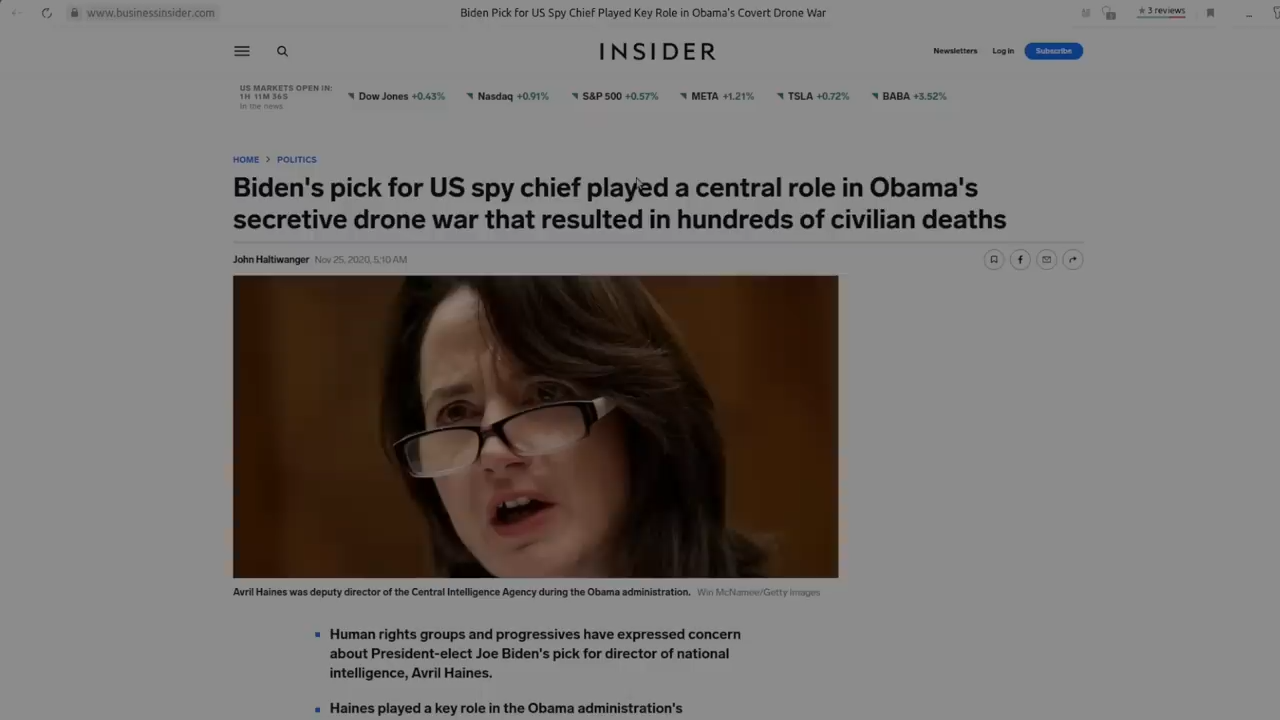 www.businessinsider.com
Biden Pick for US Spy Chief Played Key Role in Obama's Covert Drone War
★ 3 reviews
INSIDER
Newsletters
Log in
Subscribe
US MARKETS OPEN IN:
1H 11M 36S
In the news
Dow Jones +0.43%
Nasdaq +0.91%
S&P 500 +0.57%
META +1.21%
TSLA +0.72%
BABA +3.52%
HOME > POLITICS
Biden's pick for US spy chief played a central role in Obama's
secretive drone war that resulted in hundreds of civilian deaths
John Haltiwanger Nov 25, 2020, 5:10 AM
Avril Haines was deputy director of the Central Intelligence Agency during the Obama administration. Win McNamee/Getty Images
Human rights groups and progressives have expressed concern
about President-elect Joe Biden's pick for director of national
intelligence, Avril Haines.
Haines played a key role in the Obama administration's